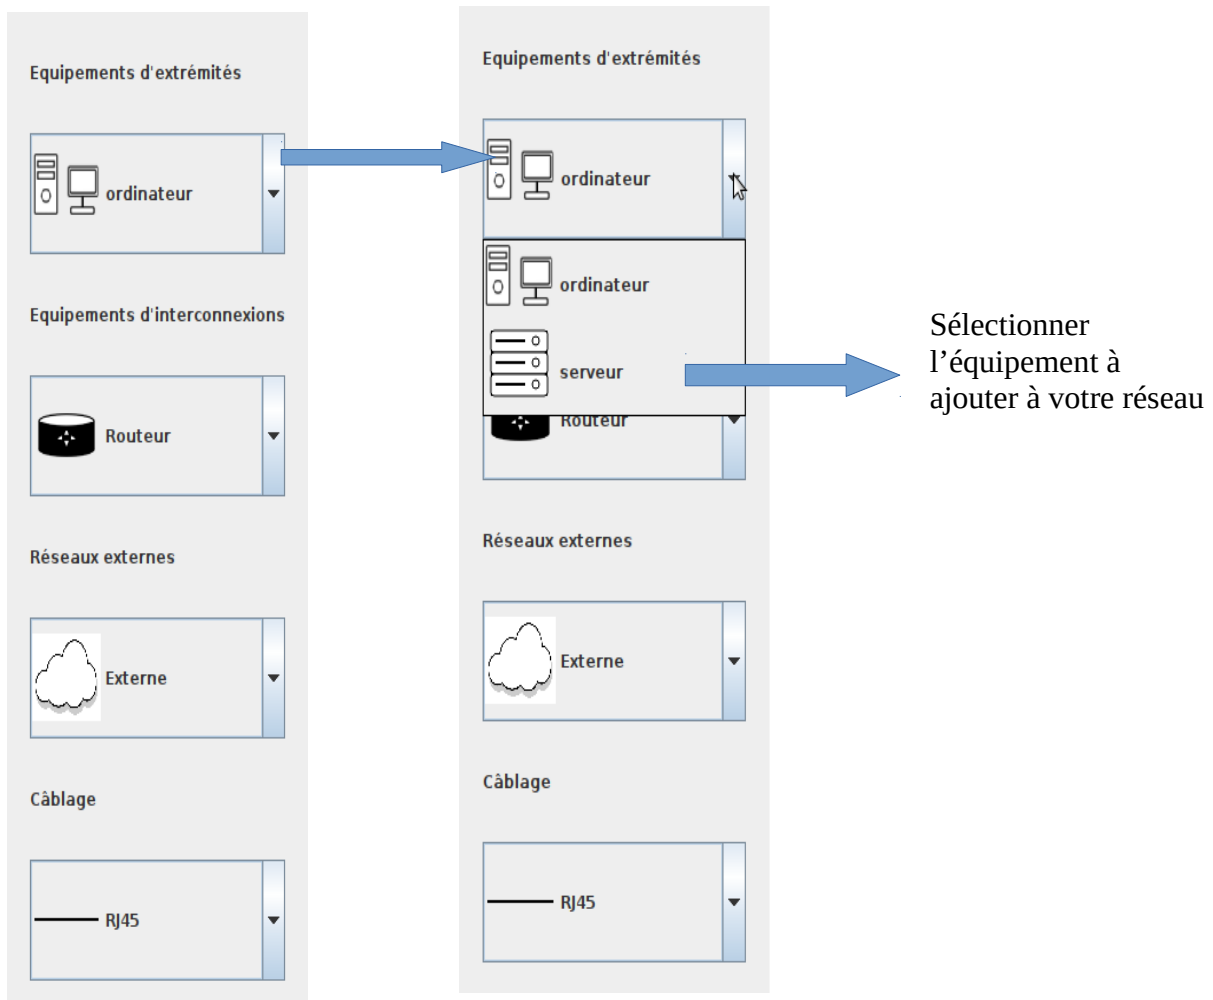 Equipements d'extrémités
ordinateur
Equipements d'interconnexions
Routeur
Réseaux externes
Externe
Câblage
RJ45
Equipements d'extrémités
ordinateur
ordinateur
serveur
Routeur
Réseaux externes
Externe
Câblage
RJ45
Sélectionner
l’équipement à
ajouter à votre réseau